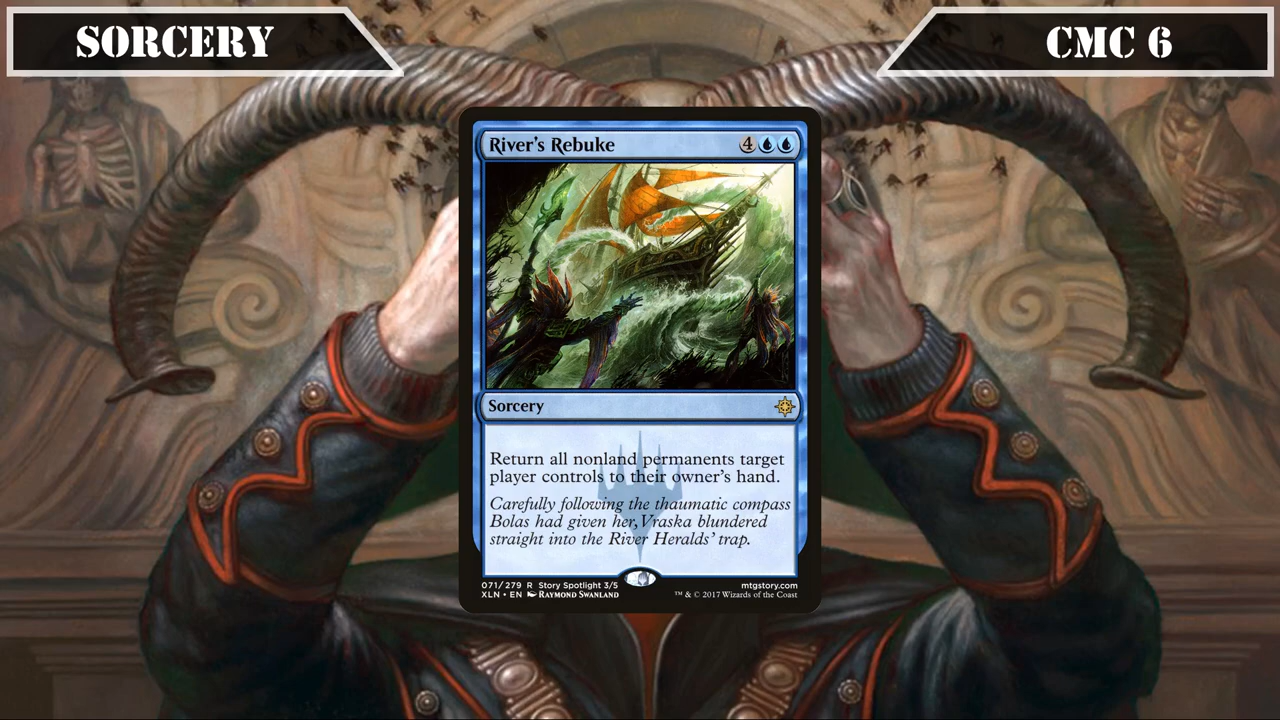 SORCERY
CMC 6
River's Rebuke 4
Sorcery
Return all nonland permanents target
player controls to their owner's hand.
Carefully following the thaumatic compass
Bolas had given her, Vraska blundered
straight into the River Heralds' trap.
071/279 R Story Spotlight 3/5
XLN • EN Raymond Swanland
mtgstory.com
™ & © 2017 Wizards of the Coast